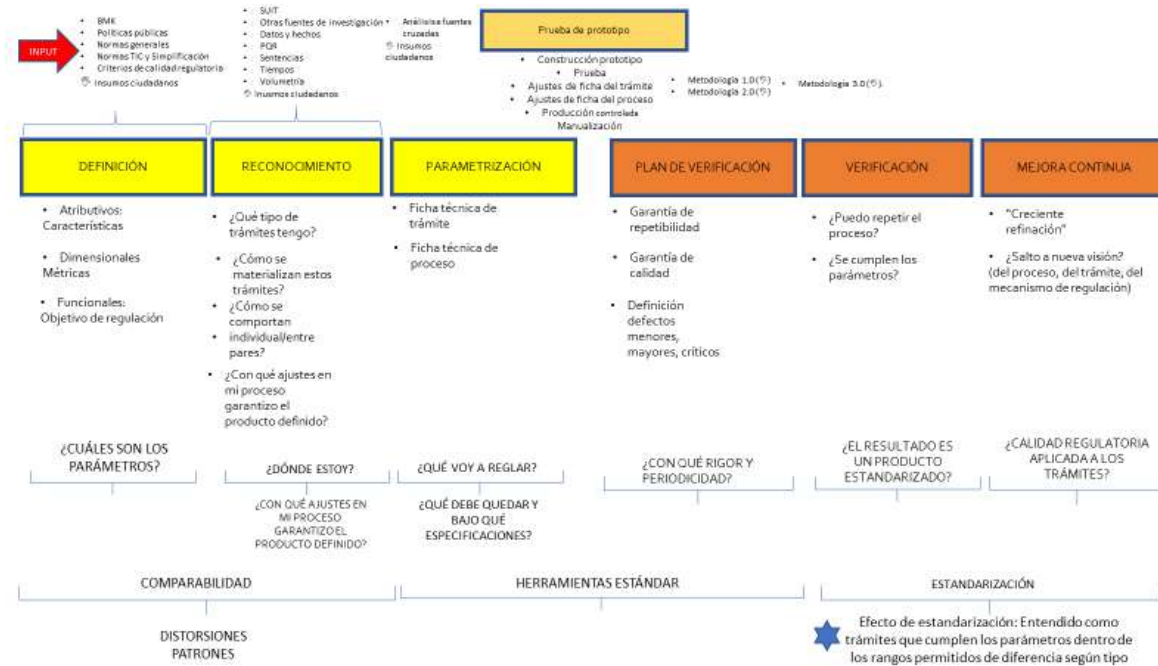 INPUT
• BMK
• Políticas públicas
• Normas generales
• Normas TIC y Simplificación
• Criterios de calidad regulatoria
Insumos ciudadanos
• SUIT
• Otras fuentes de investigación
• Datos y hechos
• PQR
• Sentencias
• Tiempos
• Volumetría
Insumos ciudadanos
• Análisis a fuentes
cruzadas
Insumos
ciudadanos
Prueba de prototipo
• Construcción prototipo
• Prueba
• Ajustes de ficha del trámite
• Ajustes de ficha del proceso
• Producción controlada
Manualización
• Metodología 1.0
• Metodología 2.0
• Metodología 3.0
DEFINICIÓN
RECONOCIMIENTO
PARAMETRIZACIÓN
PLAN DE VERIFICACIÓN
VERIFICACIÓN
MEJORA CONTINUA
• Atributivos:
Características
• Dimensionales
Métricas
• Funcionales:
Objetivo de regulación
• ¿Qué tipo de
trámites tengo?
• ¿Cómo se
materializan estos
trámites?
• ¿Cómo se
comportan
• individual/entre
pares?
• ¿Con qué ajustes en
mi proceso
garantizo el
producto definido?
• Ficha técnica de
trámite
• Ficha técnica de
proceso
• Garantía de
repetibilidad
• Garantía de
calidad
• Definición
defectos
menores,
mayores, críticos
• ¿Puedo repetir el
proceso?
• ¿Se cumplen los
parámetros?
• "Creciente
refinación"
• ¿Salto a nueva visión?
(del proceso, del trámite, del
mecanismo de regulación)
¿CUÁLES SON LOS
PARÁMETROS?
¿DÓNDE ESTOY?
¿CON QUÉ AJUSTES EN
MI PROCESO
GARANTIZO EL
PRODUCTO DEFINIDO?
¿QUÉ VOY A REGLAR?
¿QUÉ DEBE QUEDAR Y
BAJO QUÉ
ESPECIFICACIONES?
¿CON QUÉ RIGOR Y
PERIODICIDAD?
¿EL RESULTADO ES
UN PRODUCTO
ESTANDARIZADO?
¿CALIDAD REGULATORIA
APLICADA A LOS
TRÁMITES?
COMPARABILIDAD
HERRAMIENTAS ESTÁNDAR
ESTANDARIZACIÓN
DISTORSIONES
PATRONES
Efecto de estandarización: Entendido como
trámites que cumplen los parámetros dentro de
los rangos permitidos de diferencia según tipo